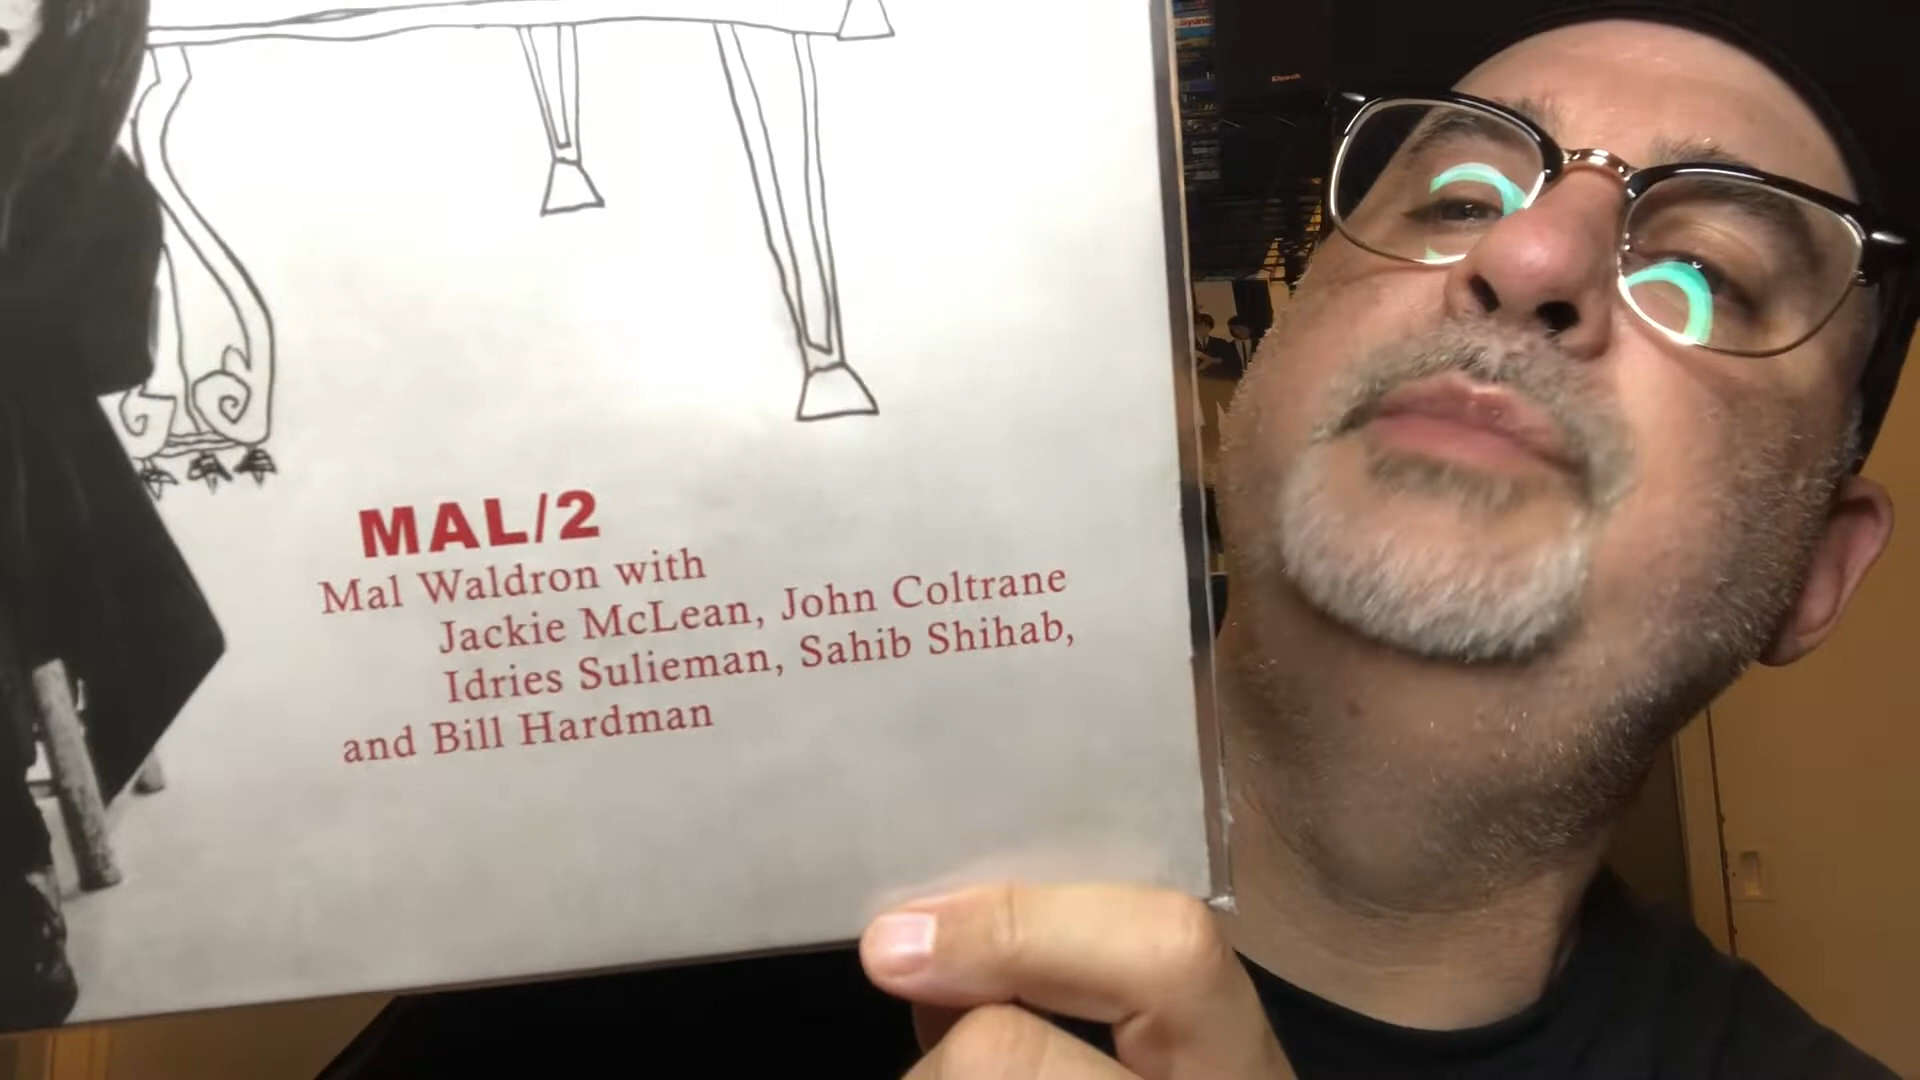 MAL/2
Mal Waldron with
Jackie McLean, John Coltrane
Idries Sulieman, Sahib Shihab,
and Bill Hardman